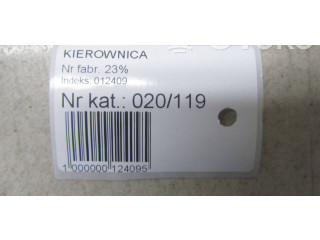 KIEROWNICA
Nr fabr. 23%
Indeks: 012409
Nr kat.: 020/119
1 000000 124095